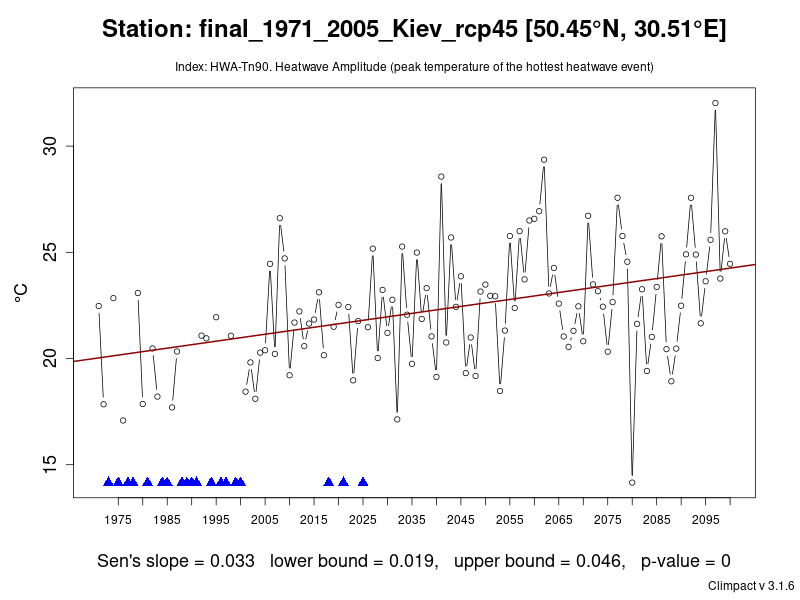 Station: final_1971_2005_Kiev_rcp45 [50.45°N, 30.51°E]
Index: HWA-Tn90. Heatwave Amplitude (peak temperature of the hottest heatwave event)
°C
30
25
20
15
1975 1985 1995 2005 2015 2025 2035 2045 2055 2065 2075 2085 2095
Sen's slope = 0.033 lower bound = 0.019, upper bound = 0.046, p-value = 0
Climpact v 3.1.6